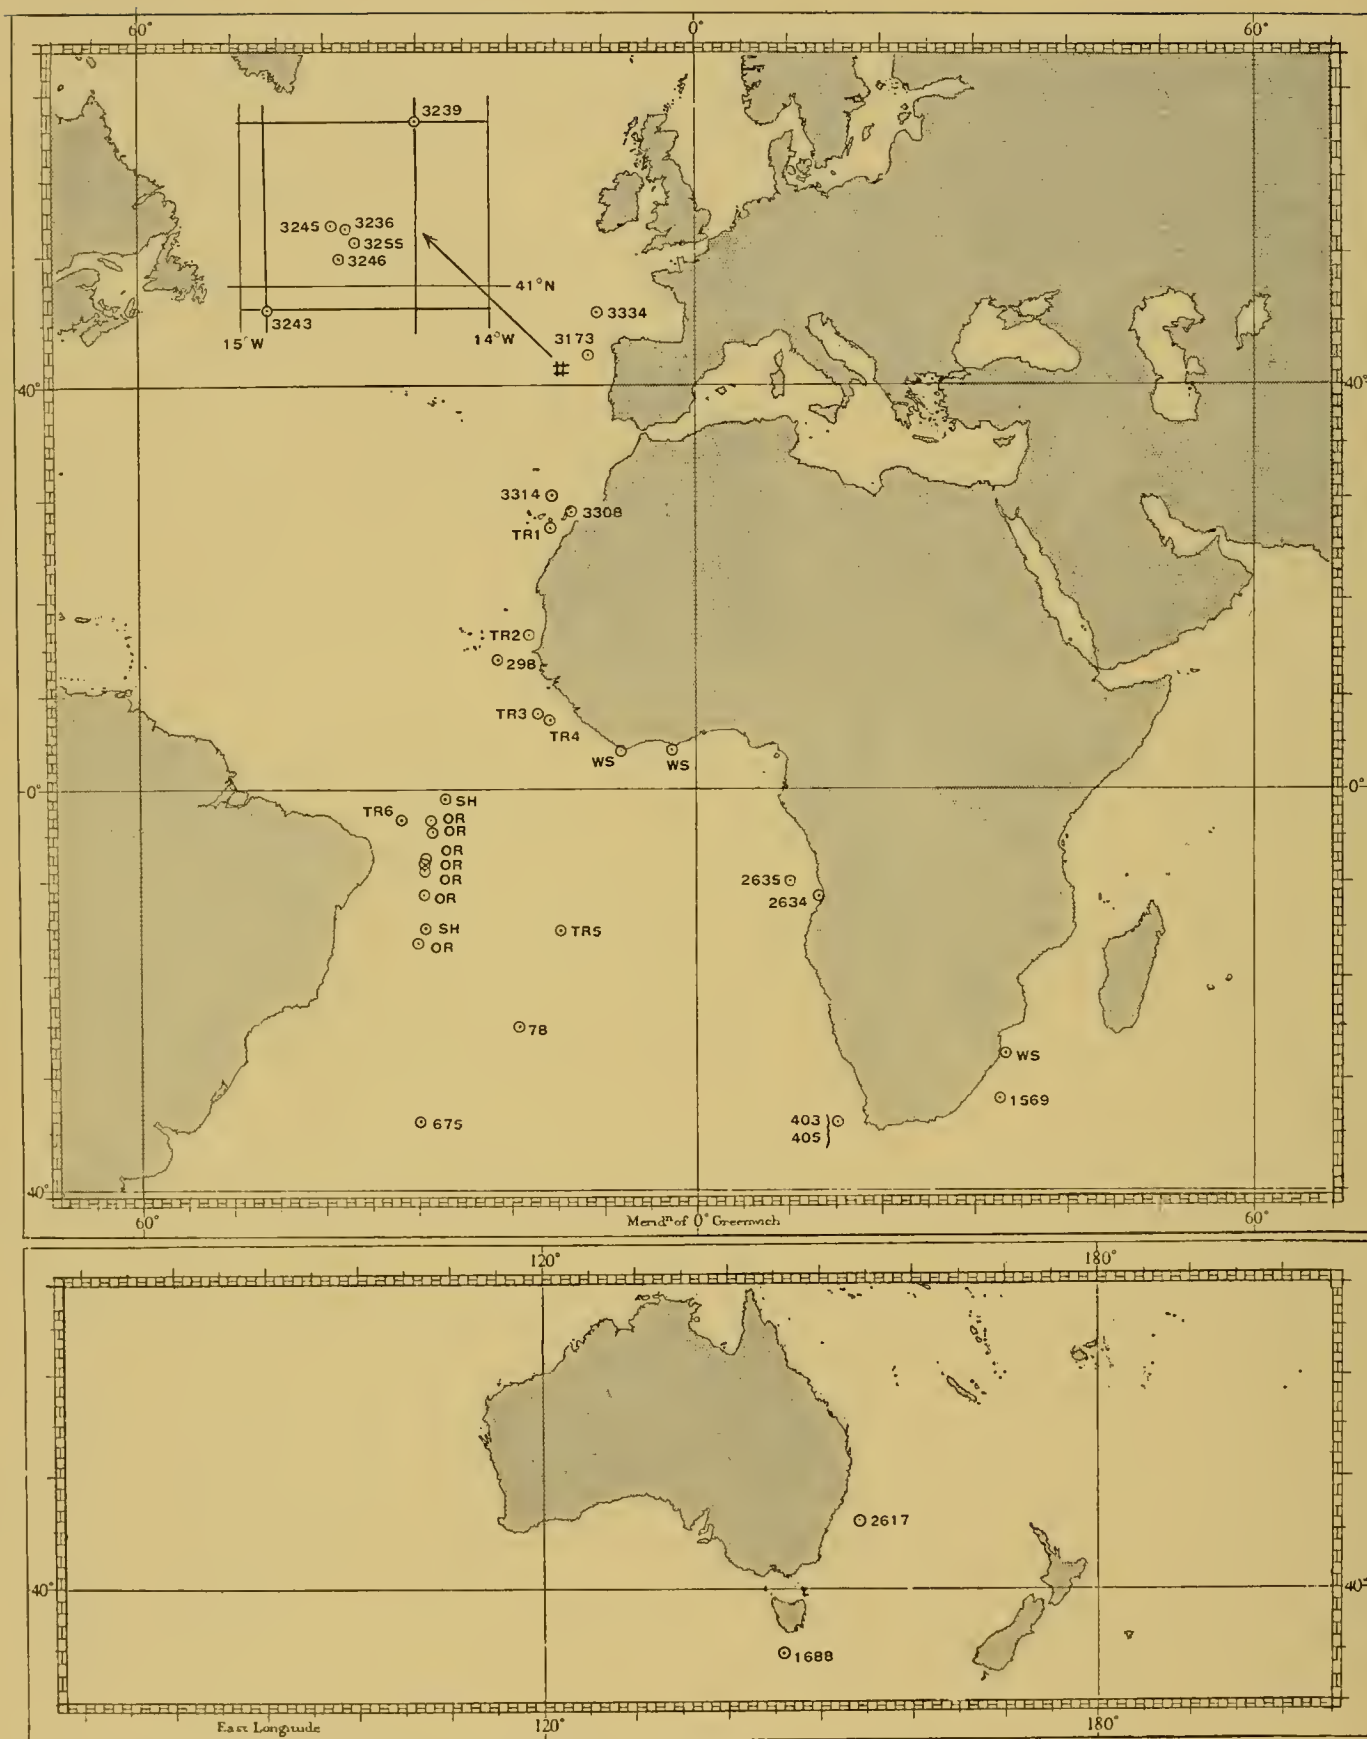 60° 0° 60°
3239
3245 3236
3255
3246
41°N
3243
15°W 14°W
3334
3173
#
40° 40°
3314
3308
TR1
TR2
298
TR3
TR4
WS WS
0° 0°
SH
TR6 OR
OR
OR
OR
OR
OR
SH
OR
TR5
2635
2634
78
WS
1569
675
403
405
40°
60° 0° 60°
Meridⁿ of 0° Greenwich
120° 180°
2617
40° 40°
1688
East Longitude
120° 180°